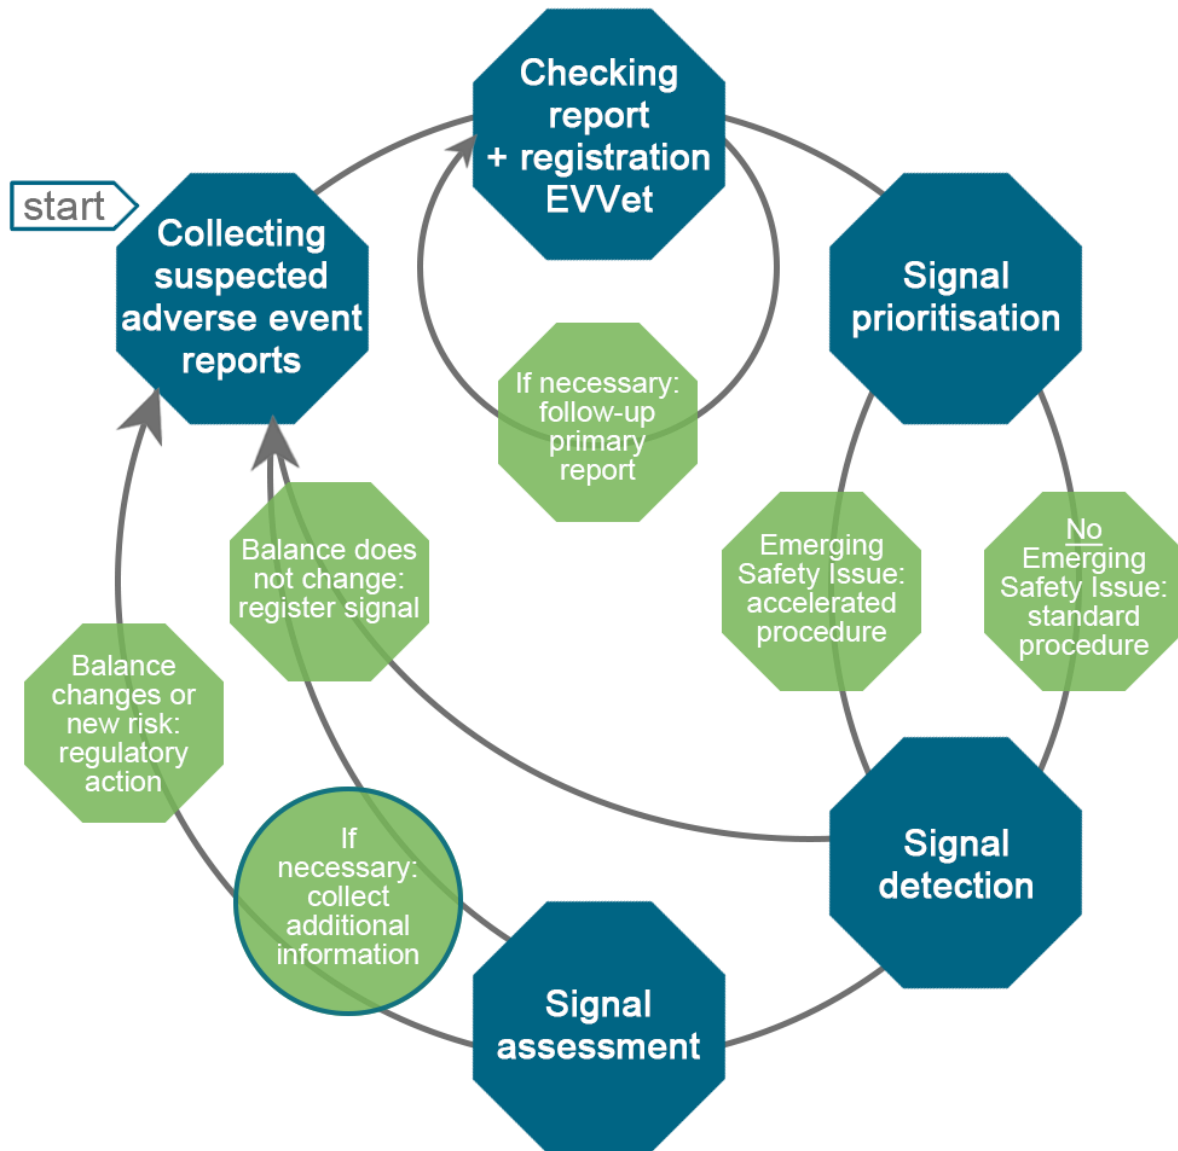 start
Collecting
suspected
adverse event
reports
Checking
report
+ registration
EVVet
If necessary:
follow-up
primary
report
Signal
prioritisation
Emerging
Safety Issue:
accelerated
procedure
No
Emerging
Safety Issue:
standard
procedure
Signal
detection
Signal
assessment
If
necessary:
collect
additional
information
Balance does
not change:
register signal
Balance
changes or
new risk:
regulatory
action